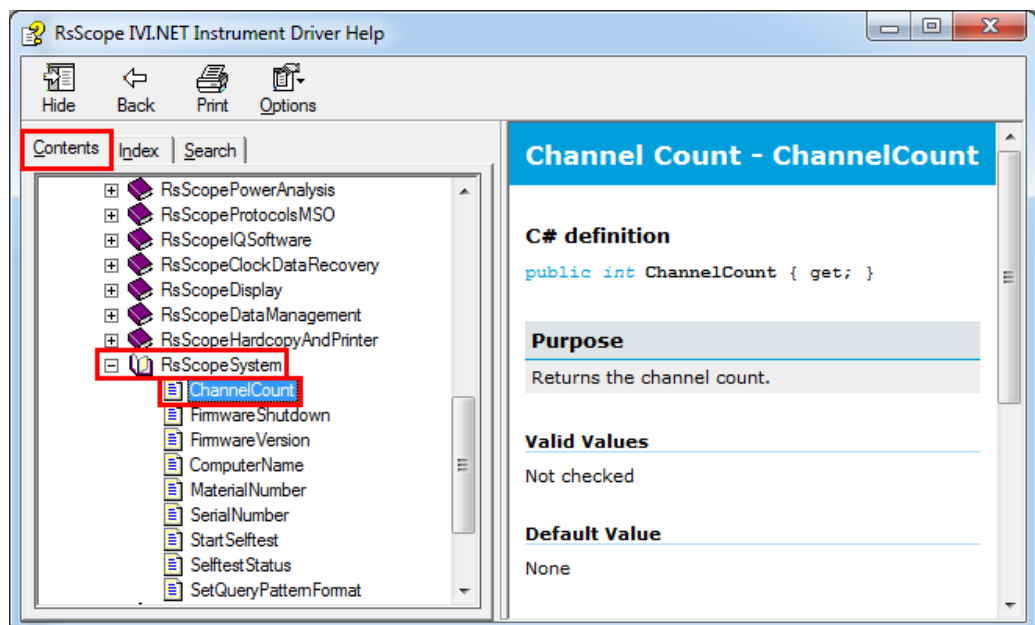 RsScope IVI.NET Instrument Driver Help
Hide Back Print Options
Contents Index Search
RsScopePowerAnalysis
RsScopeProtocolsMSO
RsScopeIQSoftware
RsScopeClockDataRecovery
RsScopeDisplay
RsScopeDataManagement
RsScopeHardcopyAndPrinter
RsScopeSystem
ChannelCount
FirmwareShutdown
FirmwareVersion
ComputerName
MaterialNumber
SerialNumber
StartSelftest
SelftestStatus
SetQueryPatternFormat
Channel Count - ChannelCount
C# definition
public int ChannelCount { get; }
Purpose
Returns the channel count.
Valid Values
Not checked
Default Value
None